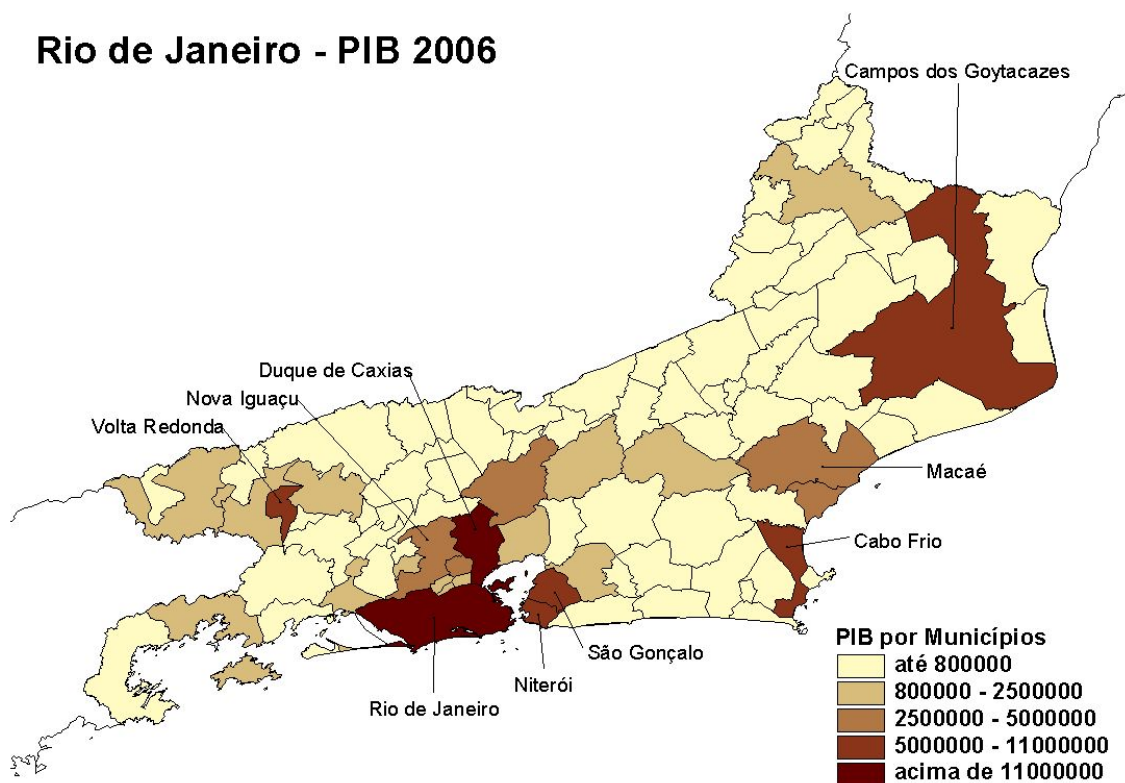 Rio de Janeiro - PIB 2006
Campos dos Goytacazes
Duque de Caxias
Nova Iguaçu
Volta Redonda
Macaé
Cabo Frio
São Gonçalo
Niterói
Rio de Janeiro
PIB por Municípios
até 800000
800000 - 2500000
2500000 - 5000000
5000000 - 11000000
acima de 11000000